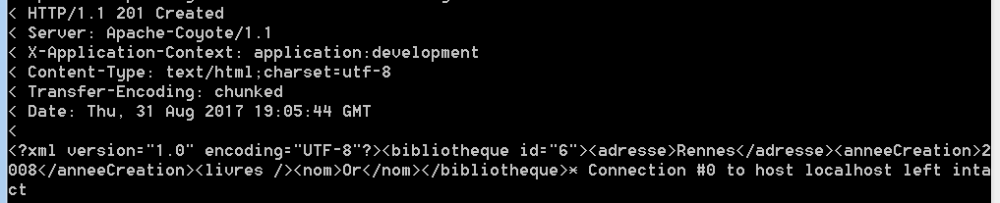 < HTTP/1.1 201 Created
< Server: Apache-Coyote/1.1
< X-Application-Context: application:development
< Content-Type: text/html;charset=utf-8
< Transfer-Encoding: chunked
< Date: Thu, 31 Aug 2017 19:05:44 GMT
<
<?xml version="1.0" encoding="UTF-8"?><bibliotheque id="6"><adresse>Rennes</adresse><anneeCreation>2
008</anneeCreation><livres /><nom>Or</nom></bibliotheque>* Connection #0 to host localhost left inta
ct